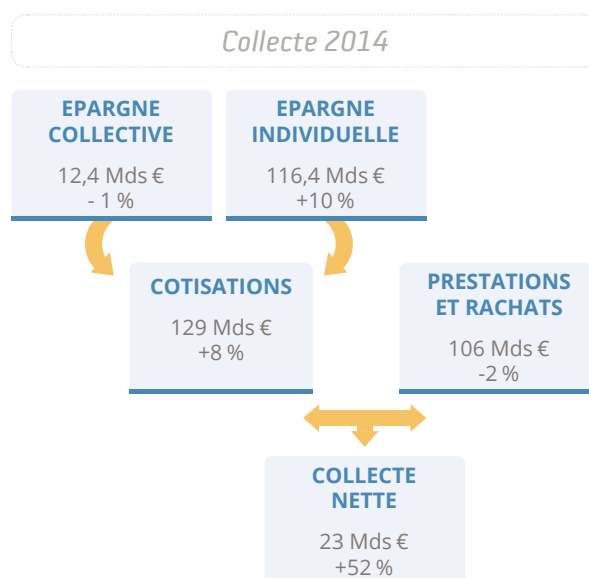 Collecte 2014
EPARGNE
COLLECTIVE
12,4 Mds €
- 1 %
EPARGNE
INDIVIDUELLE
116,4 Mds €
+10 %
COTISATIONS
129 Mds €
+8 %
PRESTATIONS
ET RACHATS
106 Mds €
-2 %
COLLECTE
NETTE
23 Mds €
+52 %